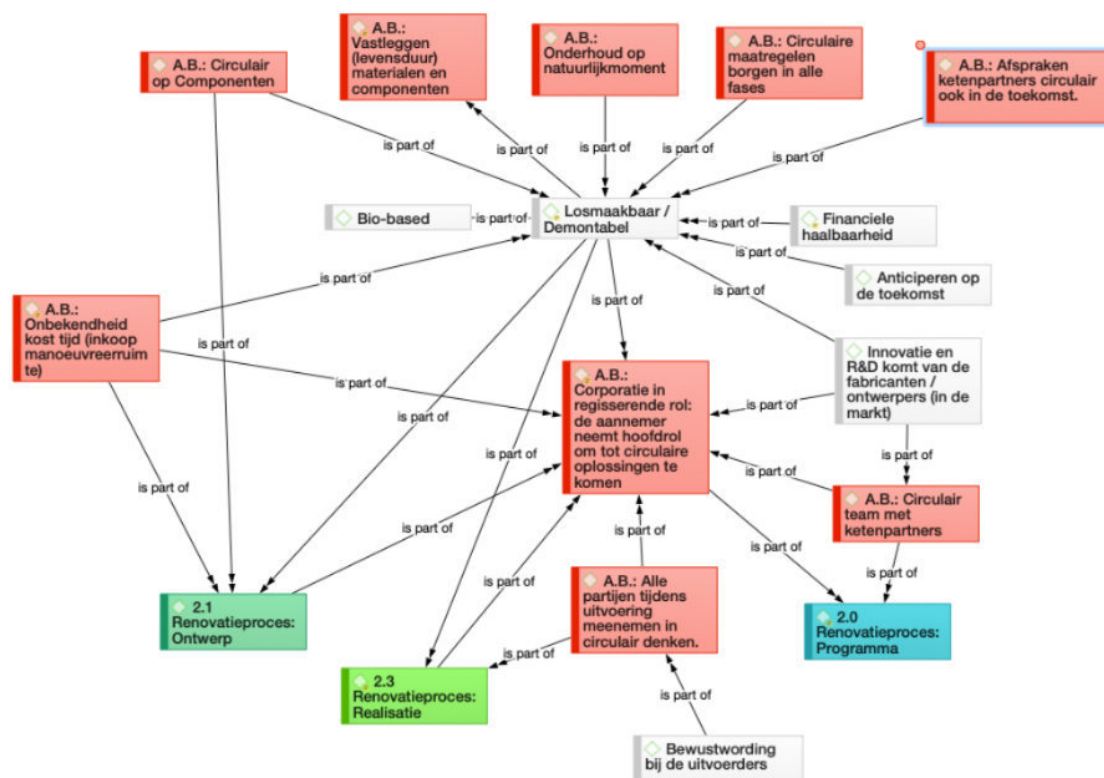 A.B.: Circulair
op Componenten
A.B.:
Vastleggen
(levensduur)
materialen en
componenten
A.B.:
Onderhoud op
natuurlijkmoment
A.B.: Circulaire
maatregelen
borgen in alle
fases
A.B.: Afspraken
ketenpartners circulair
ook in de toekomst.
is part of
is part of
is part of
is part of
is part of
Bio-based
is part of
Losmaakbaar /
Demontabel
is part of
Financiele
haalbaarheid
is part of
Anticiperen op
de toekomst
is part of
A.B.:
Onbekendheid
kost tijd (inkoop
manoeuvreerruim
te)
is part of
is part of
is part of
Innovatie en
R&D komt van de
fabricanten /
ontwerpers (in de
markt)
is part of
A.B.:
Corporatie in
regisserende rol:
de aannemer
neemt hoofdrol
om tot circulaire
oplossingen te
komen
is part of
is part of
is part of
is part of
is part of
is part of
A.B.: Circulair
team met
ketenpartners
is part of
is part of
is part of
is part of
is part of
is part of
2.1
Renovatieproces:
Ontwerp
A.B.: Alle
partijen tijdens
uitvoering
meenemen in
circulair denken.
2.0
Renovatieproces:
Programma
is part of
2.3
Renovatieproces:
Realisatie
is part of
Bewustwording
bij de uitvoerders